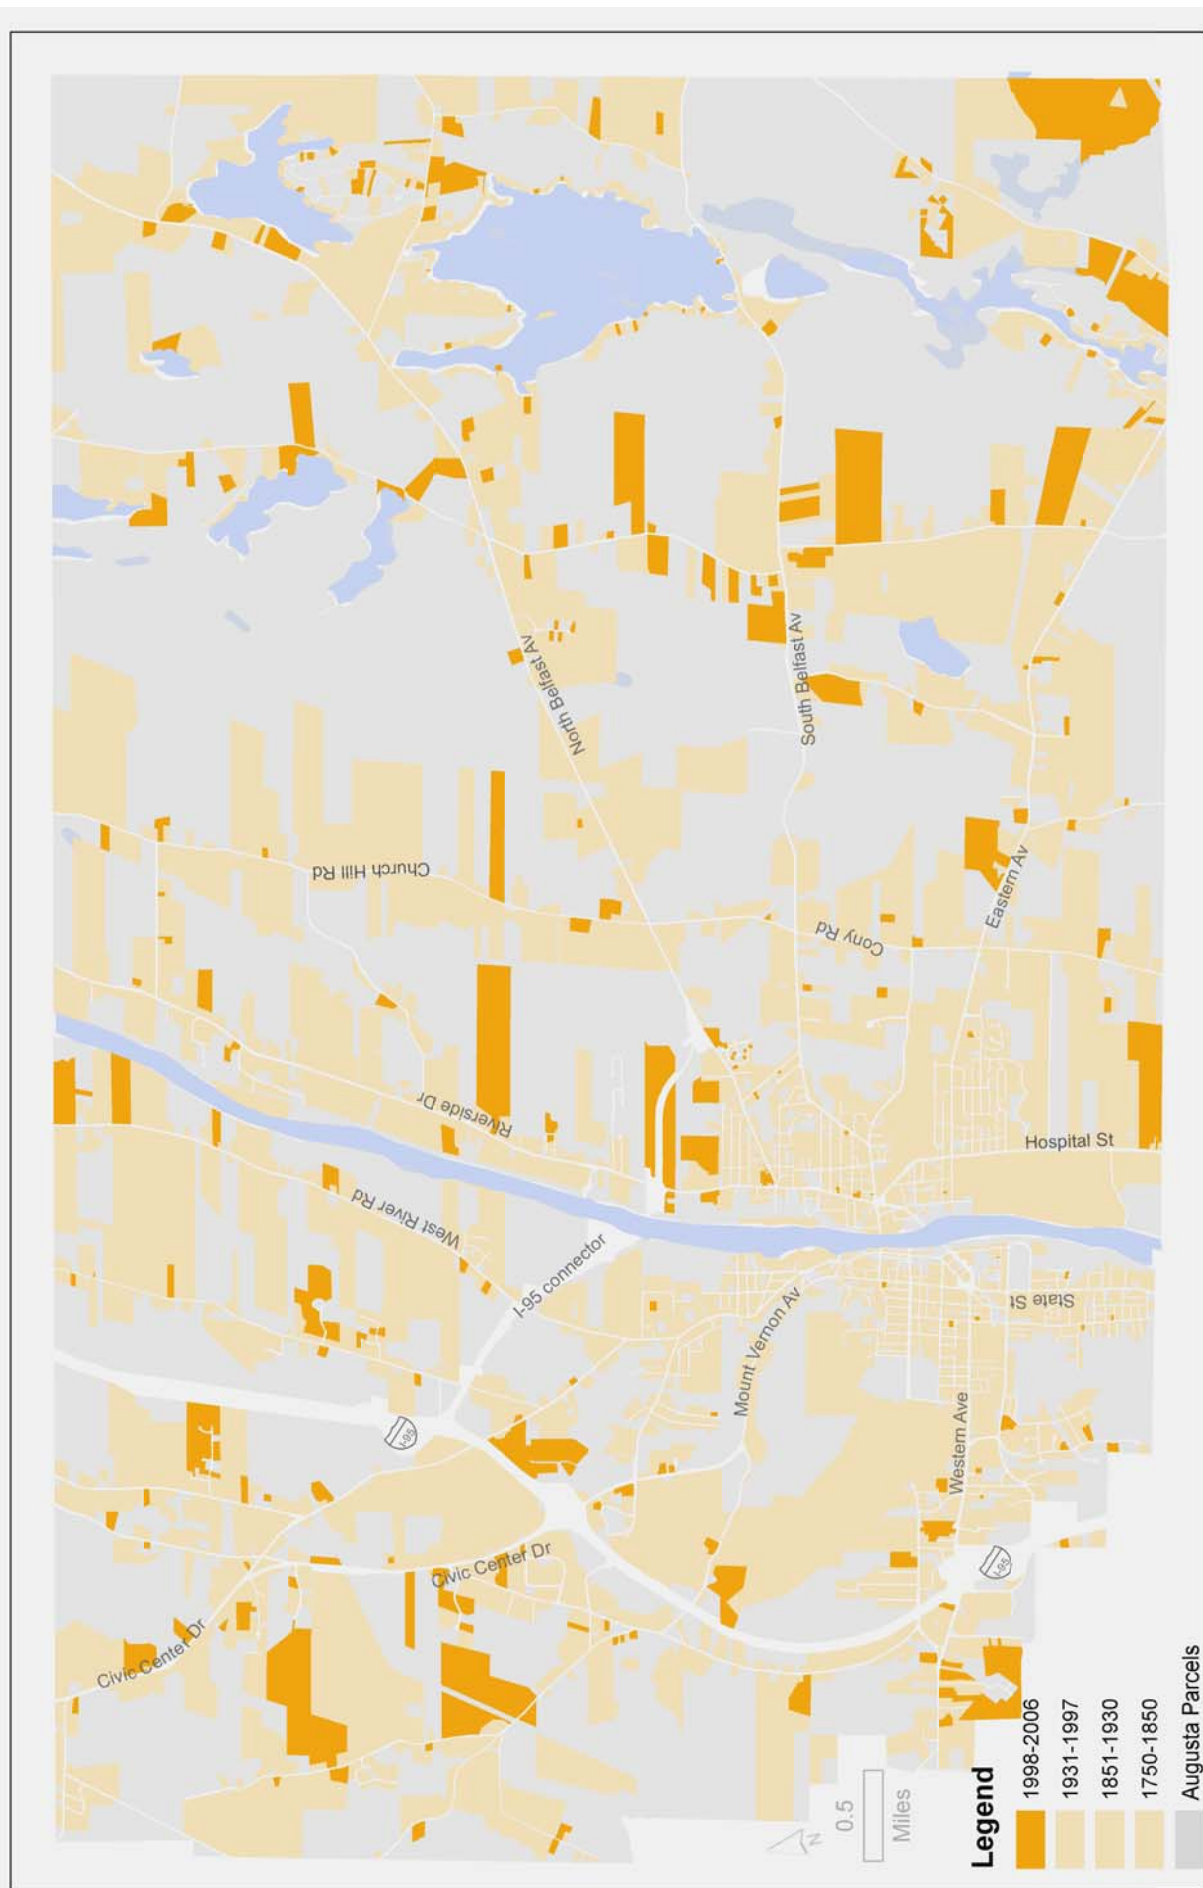 Civic Center Dr
Civic Center Dr
I-95
West River Rd
I-95 connector
Riverside Dr
Church Hill Rd
North Belfast Av
South Belfast Av
Cony Rd
Eastern Av
Hospital St
State St
Mount Vernon Av
Western Ave
I-95
N
0.5
Miles
Legend
1998-2006
1931-1997
1851-1930
1750-1850
Augusta Parcels